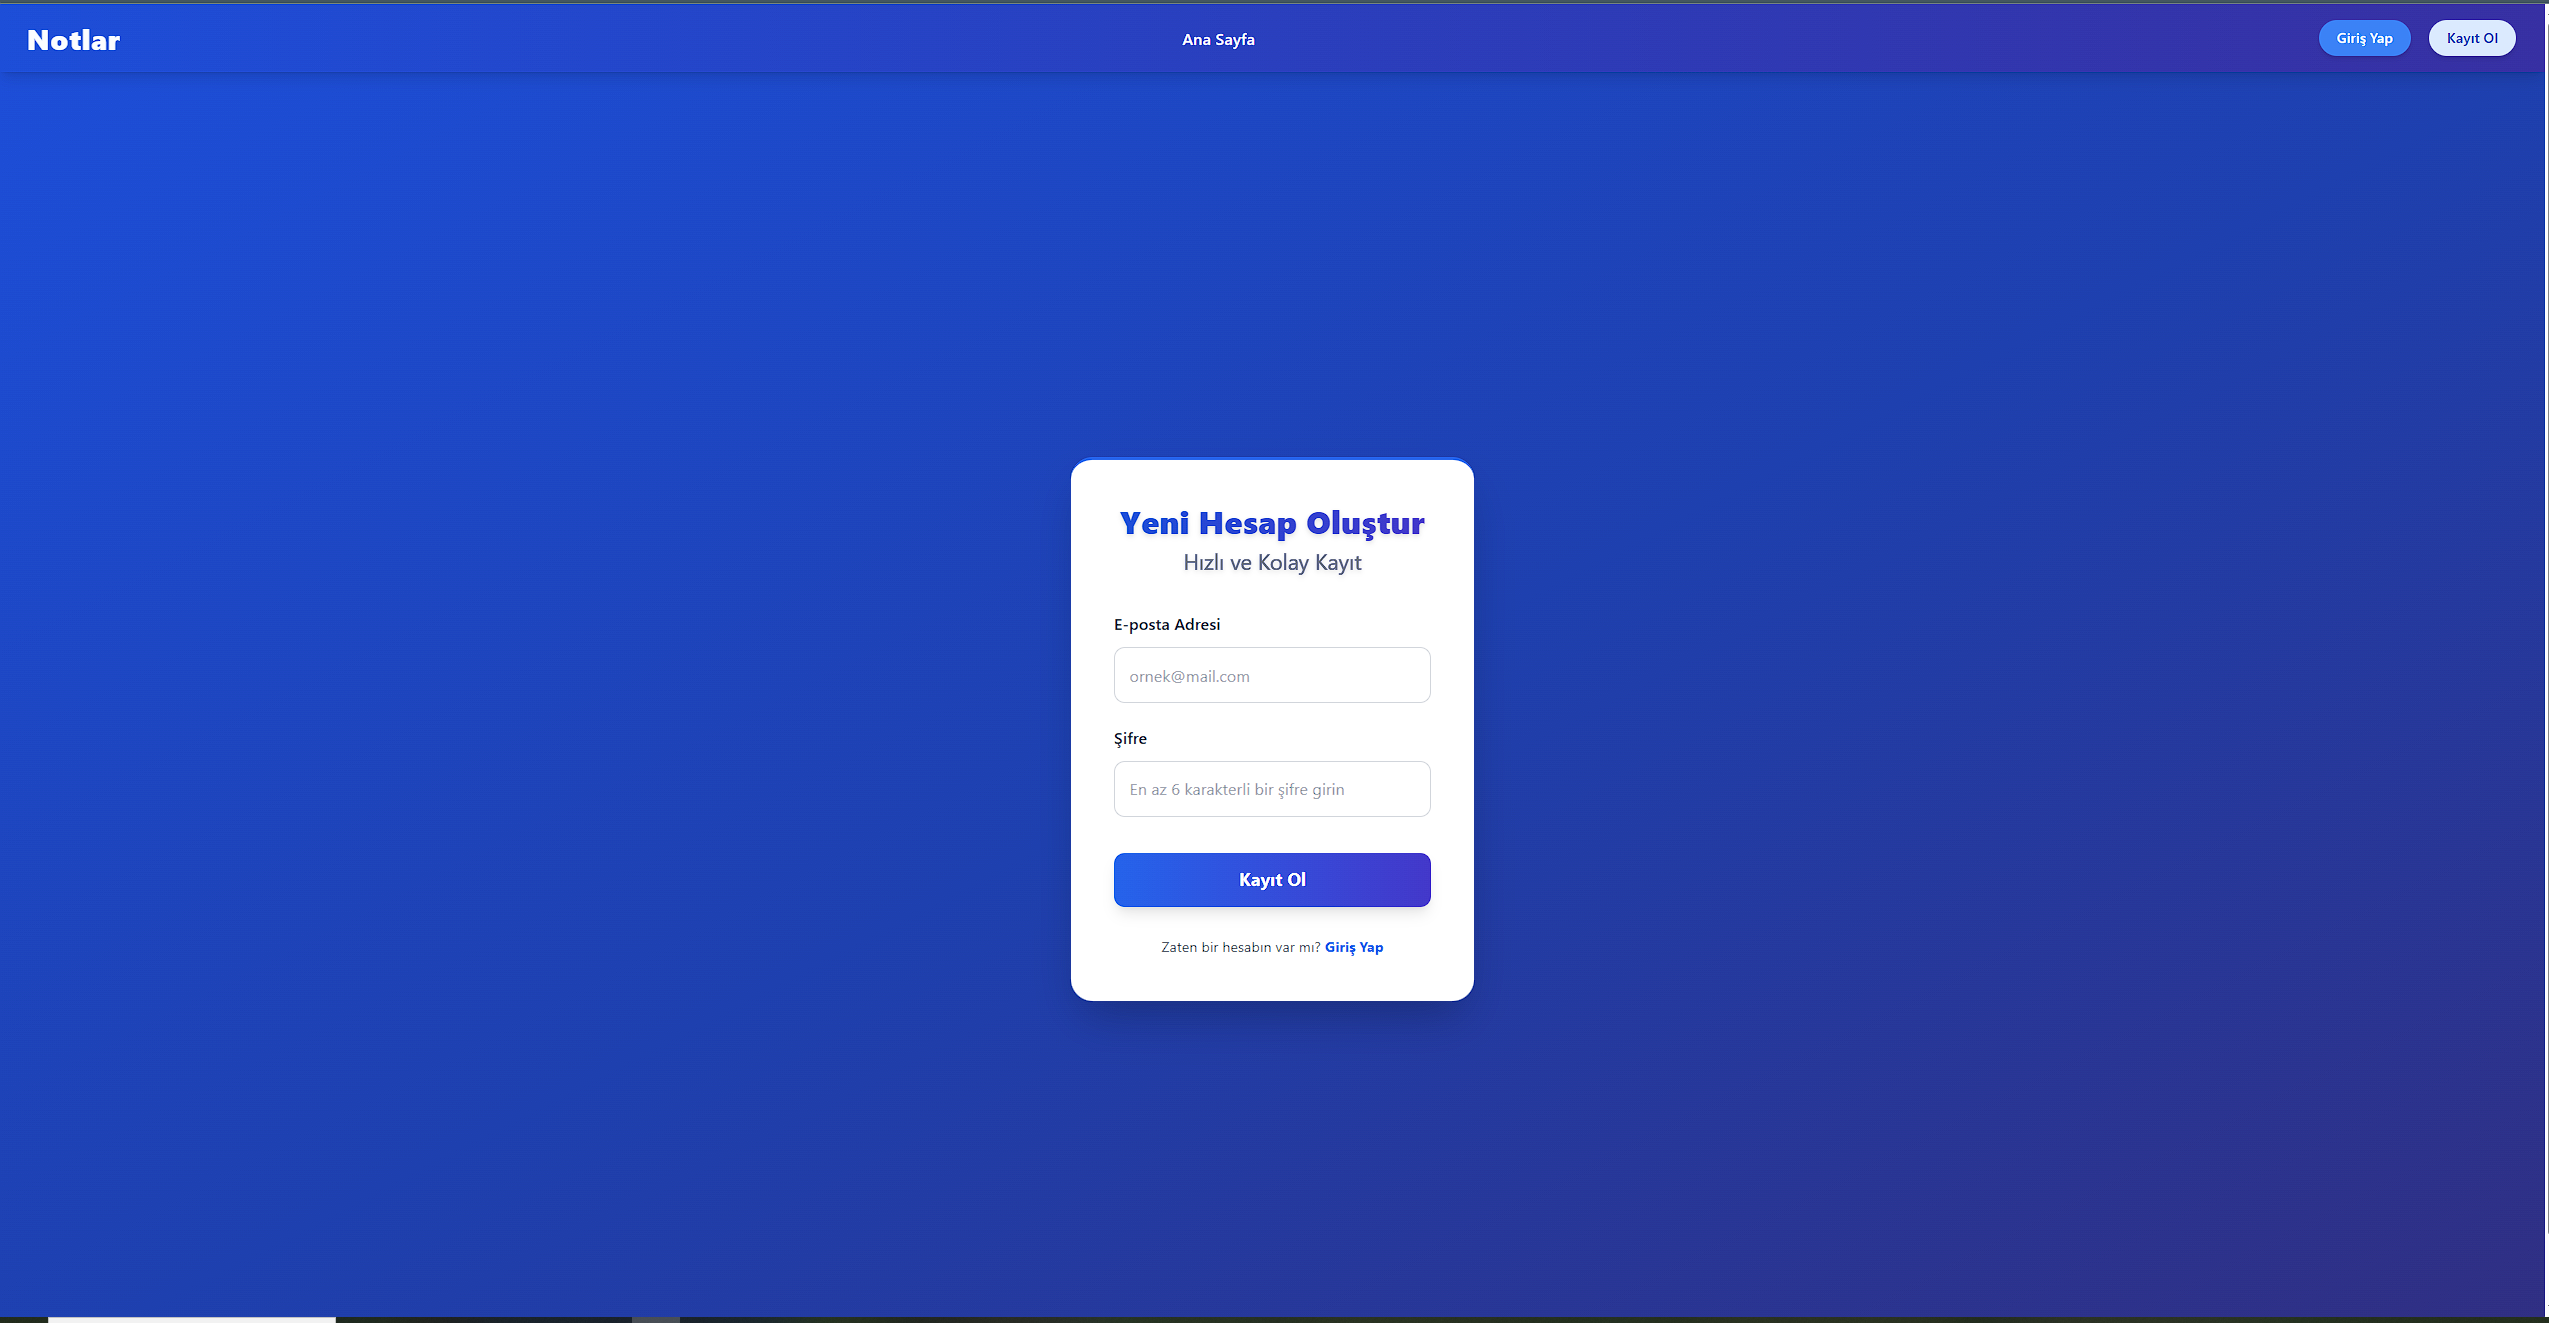 Notlar
Ana Sayfa
Giriş Yap
Kayıt Ol
Yeni Hesap Oluştur
Hızlı ve Kolay Kayıt
E-posta Adresi
ornek@mail.com
Şifre
En az 6 karakterli bir şifre girin
Kayıt Ol
Zaten bir hesabın var mı? Giriş Yap